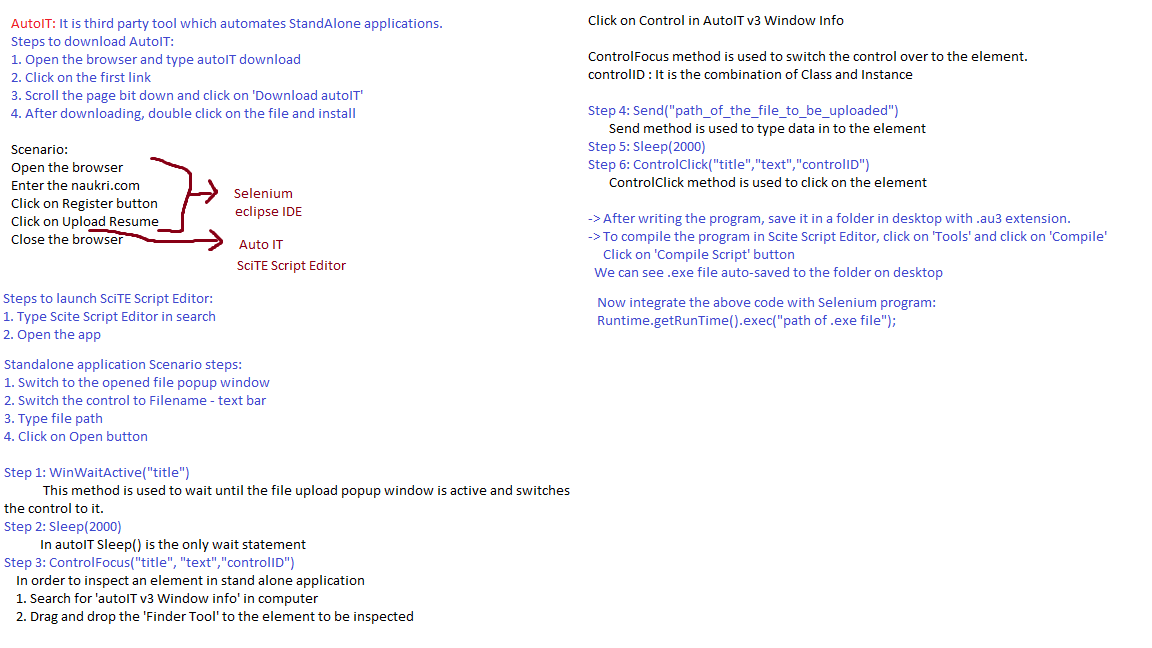 AutoIT: It is third party tool which automates StandAlone applications.
Steps to download AutoIT:
1. Open the browser and type autoIT download
2. Click on the first link
3. Scroll the page bit down and click on 'Download autoIT'
4. After downloading, double click on the file and install
Scenario:
Open the browser
Enter the naukri.com
Click on Register button
Click on Upload Resume
Close the browser
Selenium
eclipse IDE
Auto IT
SciTE Script Editor
Steps to launch SciTE Script Editor:
1. Type Scite Script Editor in search
2. Open the app
Standalone application Scenario steps:
1. Switch to the opened file popup window
2. Switch the control to Filename - text bar
3. Type file path
4. Click on Open button
Step 1: WinWaitActive("title")
This method is used to wait until the file upload popup window is active and switches
the control to it.
Step 2: Sleep(2000)
In autoIT Sleep() is the only wait statement
Step 3: ControlFocus("title", "text","controlID")
In order to inspect an element in stand alone application
1. Search for 'autoIT v3 Window info' in computer
2. Drag and drop the 'Finder Tool' to the element to be inspected
Click on Control in AutoIT v3 Window Info
ControlFocus method is used to switch the control over to the element.
controlID : It is the combination of Class and Instance
Step 4: Send("path_of_the_file_to_be_uploaded")
Send method is used to type data in to the element
Step 5: Sleep(2000)
Step 6: ControlClick("title","text","controlID")
ControlClick method is used to click on the element
-> After writing the program, save it in a folder in desktop with .au3 extension.
-> To compile the program in Scite Script Editor, click on 'Tools' and click on 'Compile'
Click on 'Compile Script' button
We can see .exe file auto-saved to the folder on desktop
Now integrate the above code with Selenium program:
Runtime.getRunTime().exec("path of .exe file");